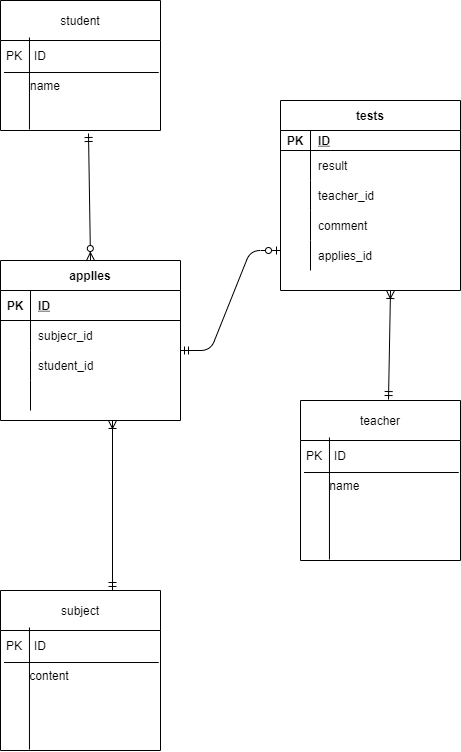 student
PK ID
name
tests
PK ID
result
teacher_id
comment
applies_id
applies
PK ID
subjecr_id
student_id
teacher
PK ID
name
subject
PK ID
content